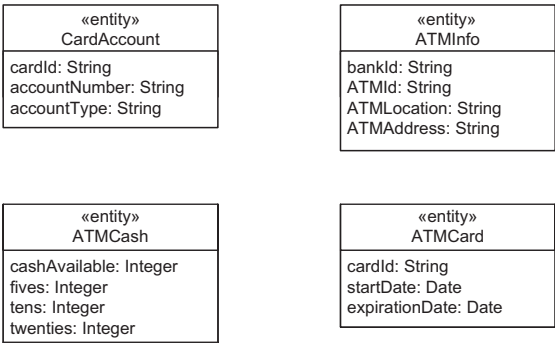 «entity»
CardAccount
cardId: String
accountNumber: String
accountType: String
«entity»
ATMInfo
bankId: String
ATMId: String
ATMLocation: String
ATMAddress: String
«entity»
ATMCash
cashAvailable: Integer
fives: Integer
tens: Integer
twenties: Integer
«entity»
ATMCard
cardId: String
startDate: Date
expirationDate: Date